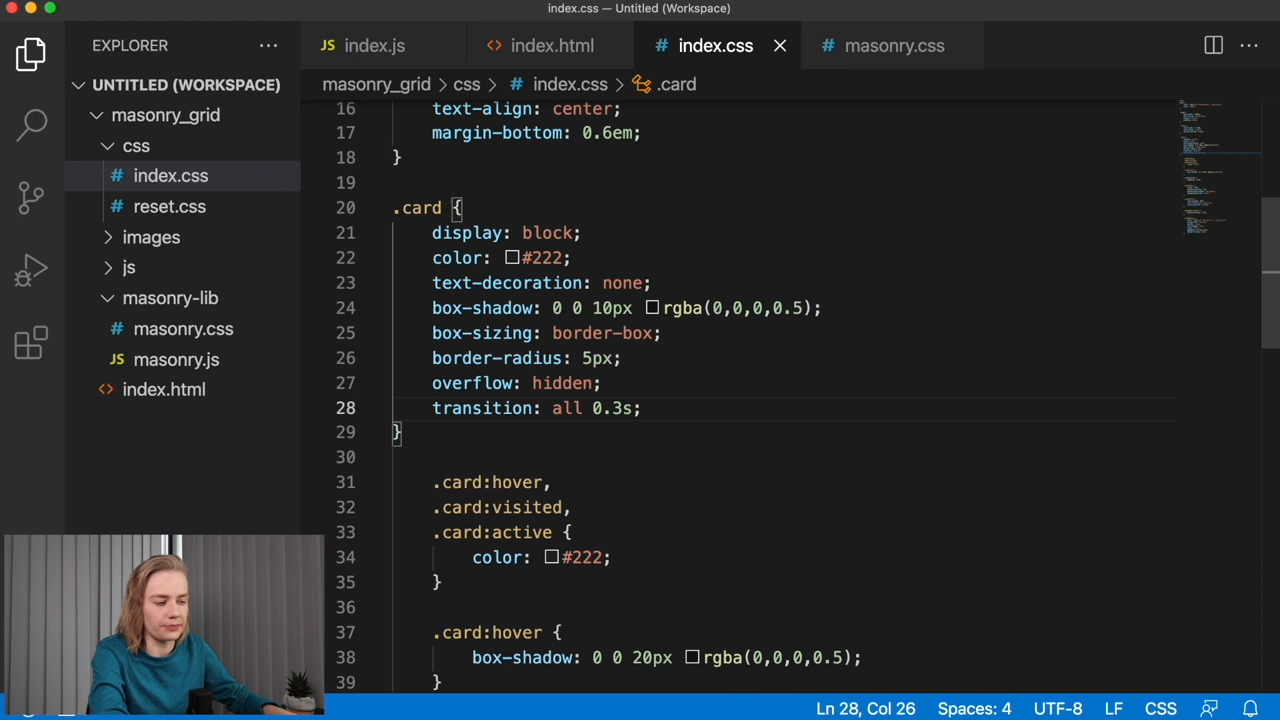 index.css — Untitled (Workspace)
EXPLORER
index.js
index.html
index.css
masonry.css
UNTITLED (WORKSPACE)
masonry_grid
css
index.css
reset.css
images
js
masonry-lib
masonry.css
JS masonry.js
index.html
masonry_grid > css > # index.css > .card
16 text-align: center;
17 margin-bottom: 0.6em;
18 }
19
20 .card {
21 display: block;
22 color: #222;
23 text-decoration: none;
24 box-shadow: 0 0 10px rgba(0,0,0,0.5);
25 box-sizing: border-box;
26 border-radius: 5px;
27 overflow: hidden;
28 transition: all 0.3s;
29 }
30
31 .card:hover,
32 .card:visited,
33 .card:active {
34 color: #222;
35 }
36
37 .card:hover {
38 box-shadow: 0 0 20px rgba(0,0,0,0.5);
39 }
Ln 28, Col 26
Spaces: 4
UTF-8
LF
CSS